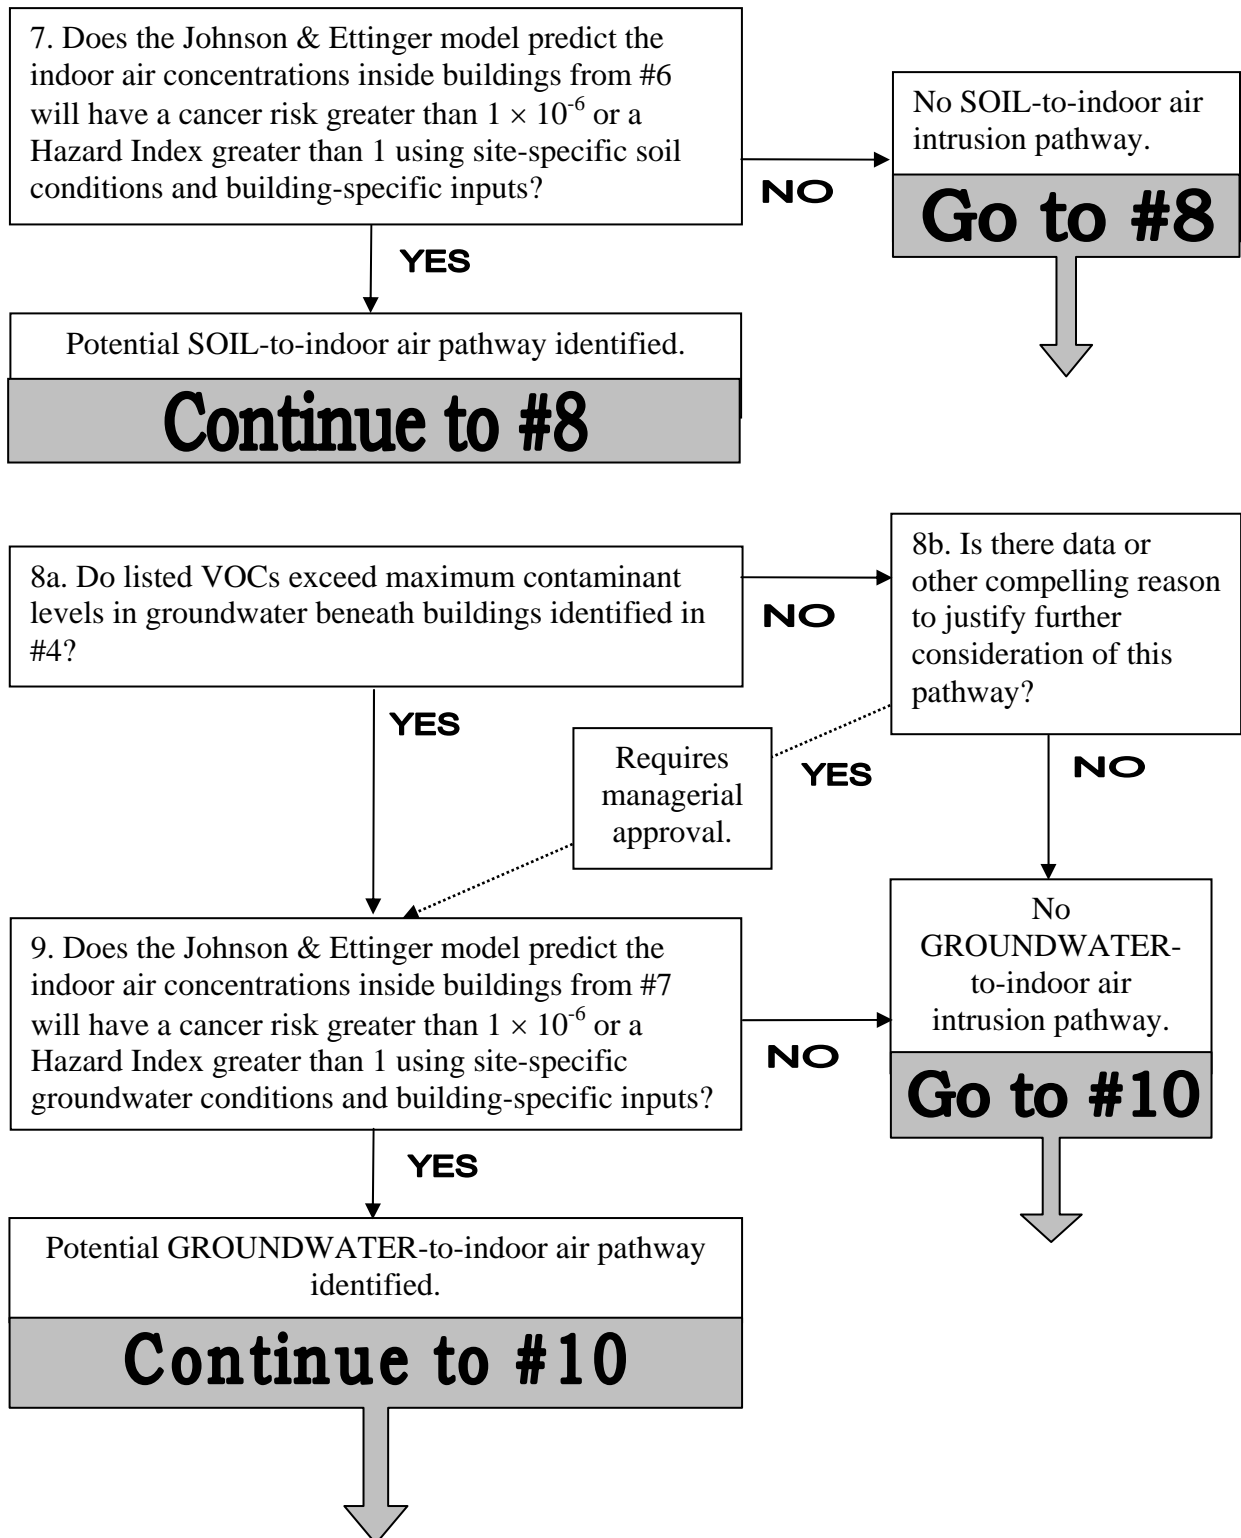 7. Does the Johnson & Ettinger model predict the
indoor air concentrations inside buildings from #6
will have a cancer risk greater than 1 × 10⁻⁶ or a
Hazard Index greater than 1 using site-specific soil
conditions and building-specific inputs?
NO
No SOIL-to-indoor air
intrusion pathway.
Go to #8
YES
Potential SOIL-to-indoor air pathway identified.
Continue to #8
8a. Do listed VOCs exceed maximum contaminant
levels in groundwater beneath buildings identified in
#4?
NO
8b. Is there data or
other compelling reason
to justify further
consideration of this
pathway?
YES
Requires
managerial
approval.
YES
NO
9. Does the Johnson & Ettinger model predict the
indoor air concentrations inside buildings from #7
will have a cancer risk greater than 1 × 10⁻⁶ or a
Hazard Index greater than 1 using site-specific
groundwater conditions and building-specific inputs?
NO
No
GROUNDWATER-
to-indoor air
intrusion pathway.
Go to #10
YES
Potential GROUNDWATER-to-indoor air pathway
identified.
Continue to #10